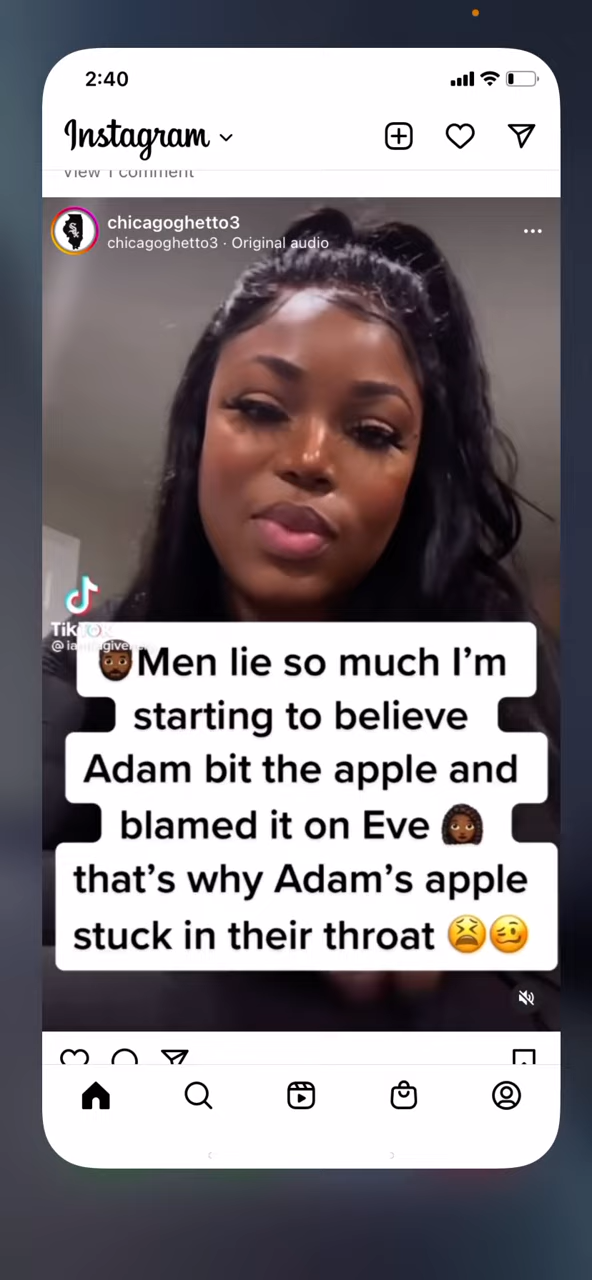 2:40
Instagram
View 1 comment
chicagoghetto3
chicagoghetto3 · Original audio
TikTok
🧔🏾Men lie so much I’m
starting to believe
Adam bit the apple and
blamed it on Eve 👩🏾‍🦱
that’s why Adam’s apple
stuck in their throat 😫🥴